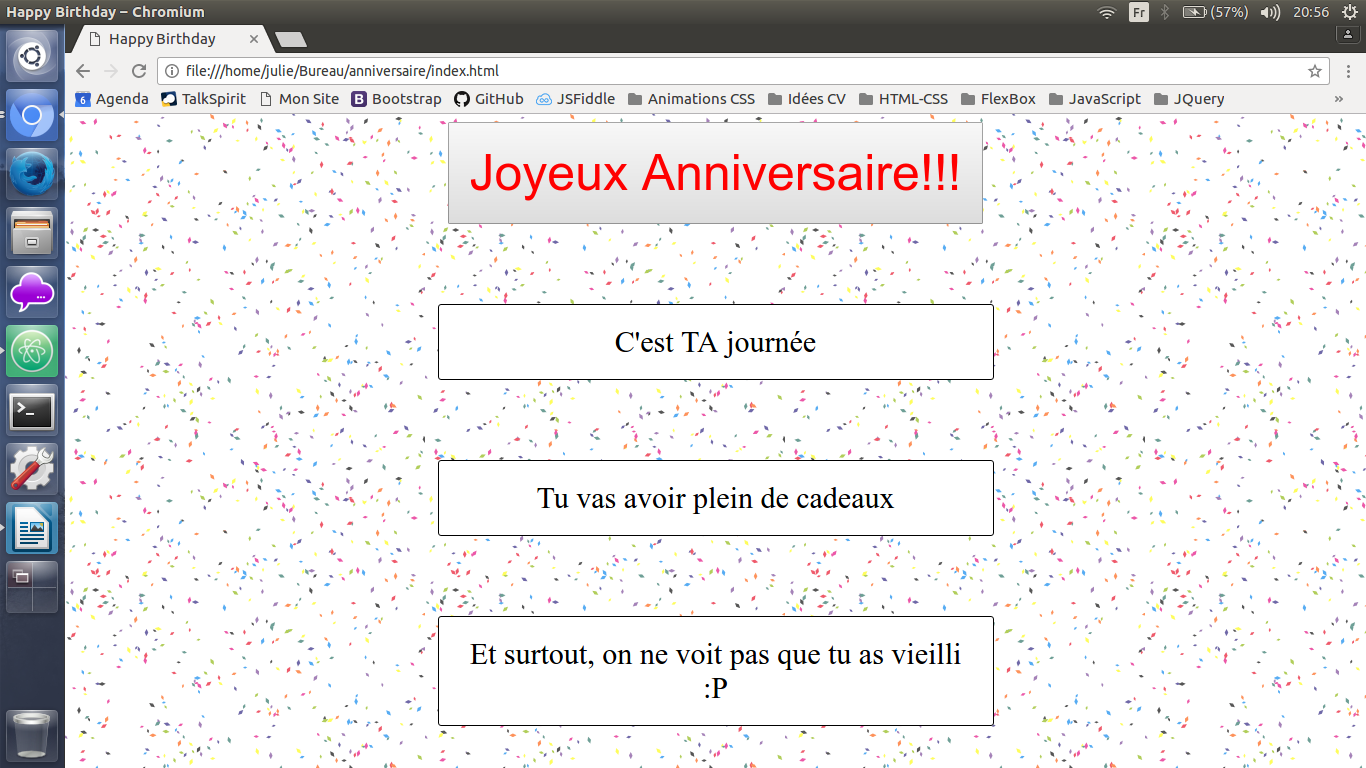 Happy Birthday – Chromium
Fr
(57%)
20:56
Happy Birthday
file:///home/julie/Bureau/anniversaire/index.html
6 Agenda TalkSpirit Mon Site B Bootstrap GitHub JSFiddle Animations CSS Idées CV HTML-CSS FlexBox JavaScript JQuery »
Joyeux Anniversaire!!!
C'est TA journée
Tu vas avoir plein de cadeaux
Et surtout, on ne voit pas que tu as vieilli
:P